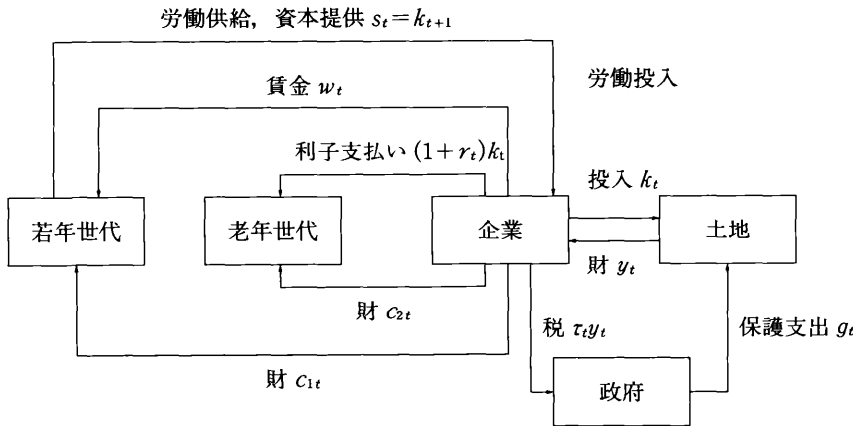 労働供給，資本提供 s_t＝k_{t+1}
労働投入
賃金 w_t
利子支払い (1＋r_t)k_t
投入 k_t
若年世代
老年世代
企業
土地
財 y_t
財 c_{2t}
税 τ_ty_t
保護支出 g_t
財 c_{1t}
政府